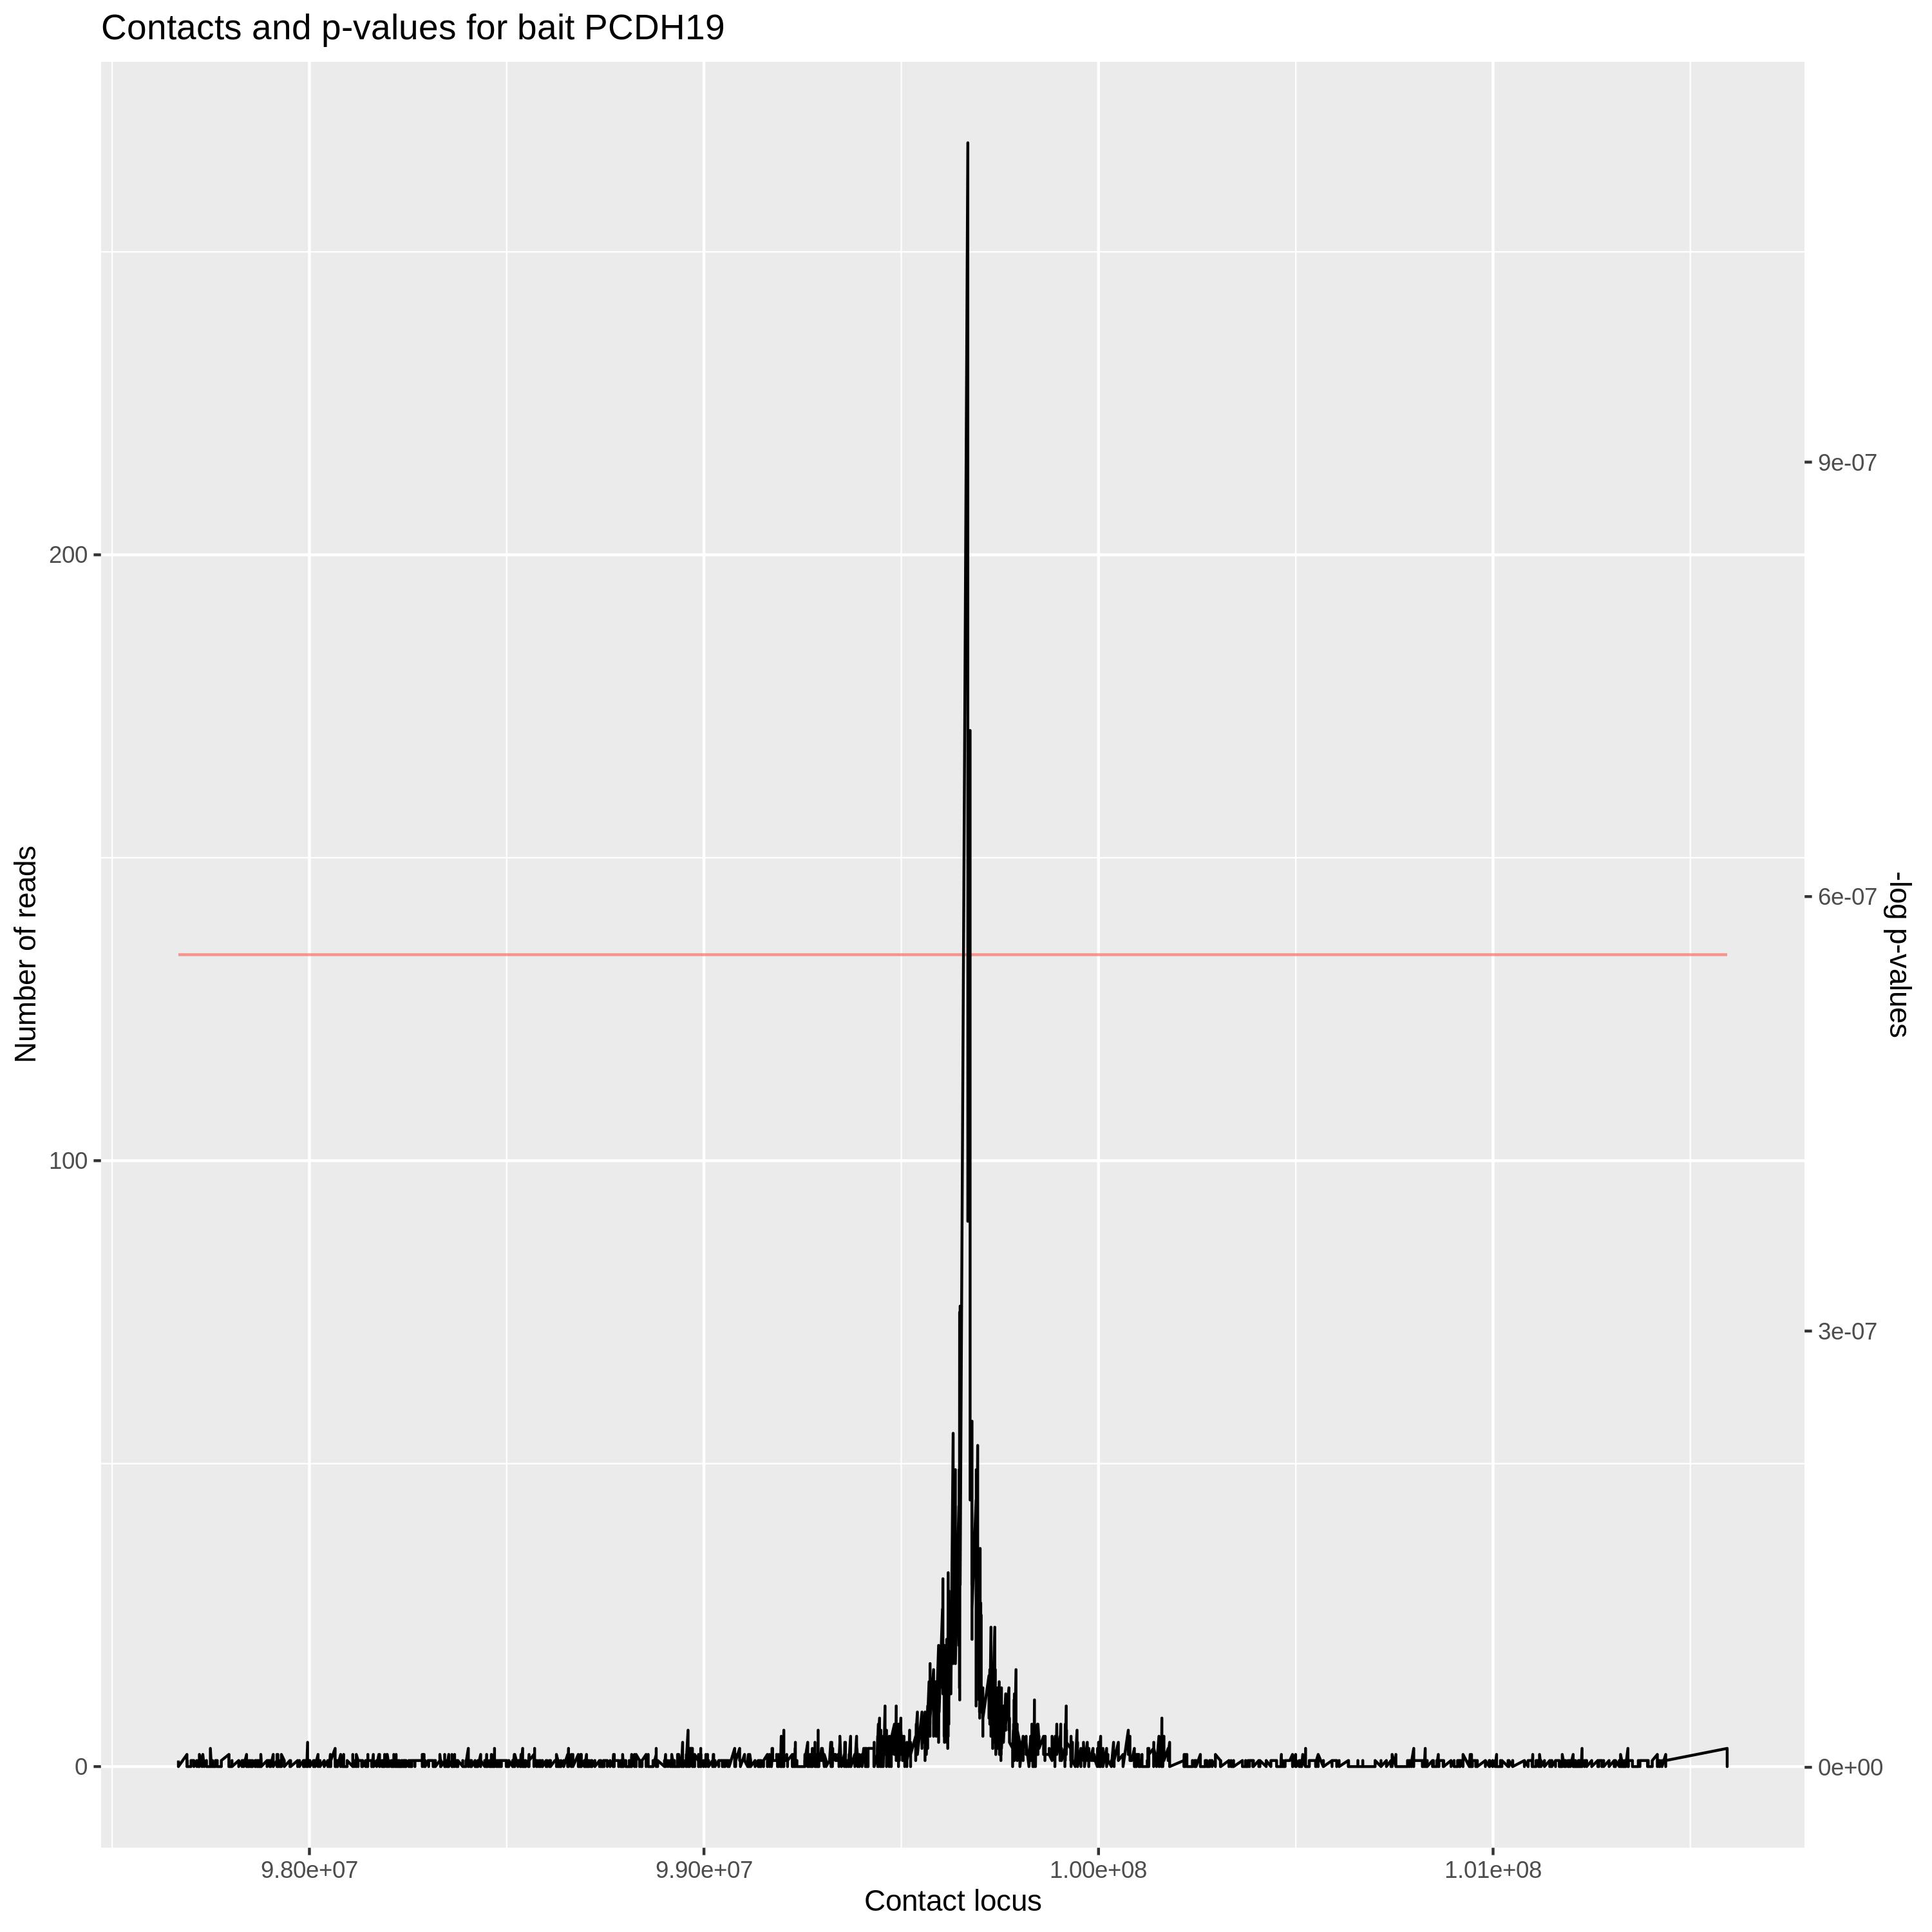 Contacts and p-values for bait PCDH19
Number of reads
200
100
0
9e-07
6e-07
3e-07
0e+00
-log p-values
9.80e+07
9.90e+07
1.00e+08
1.01e+08
Contact locus